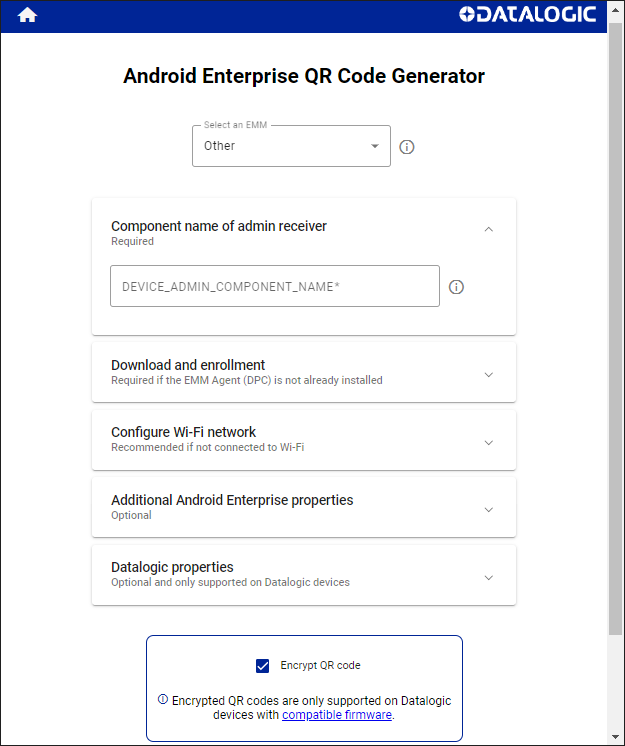 DATALOGIC
Android Enterprise QR Code Generator
Select an EMM
Other
Component name of admin receiver
Required
DEVICE_ADMIN_COMPONENT_NAME*
Download and enrollment
Required if the EMM Agent (DPC) is not already installed
Configure Wi-Fi network
Recommended if not connected to Wi-Fi
Additional Android Enterprise properties
Optional
Datalogic properties
Optional and only supported on Datalogic devices
Encrypt QR code
Encrypted QR codes are only supported on Datalogic
devices with compatible firmware.